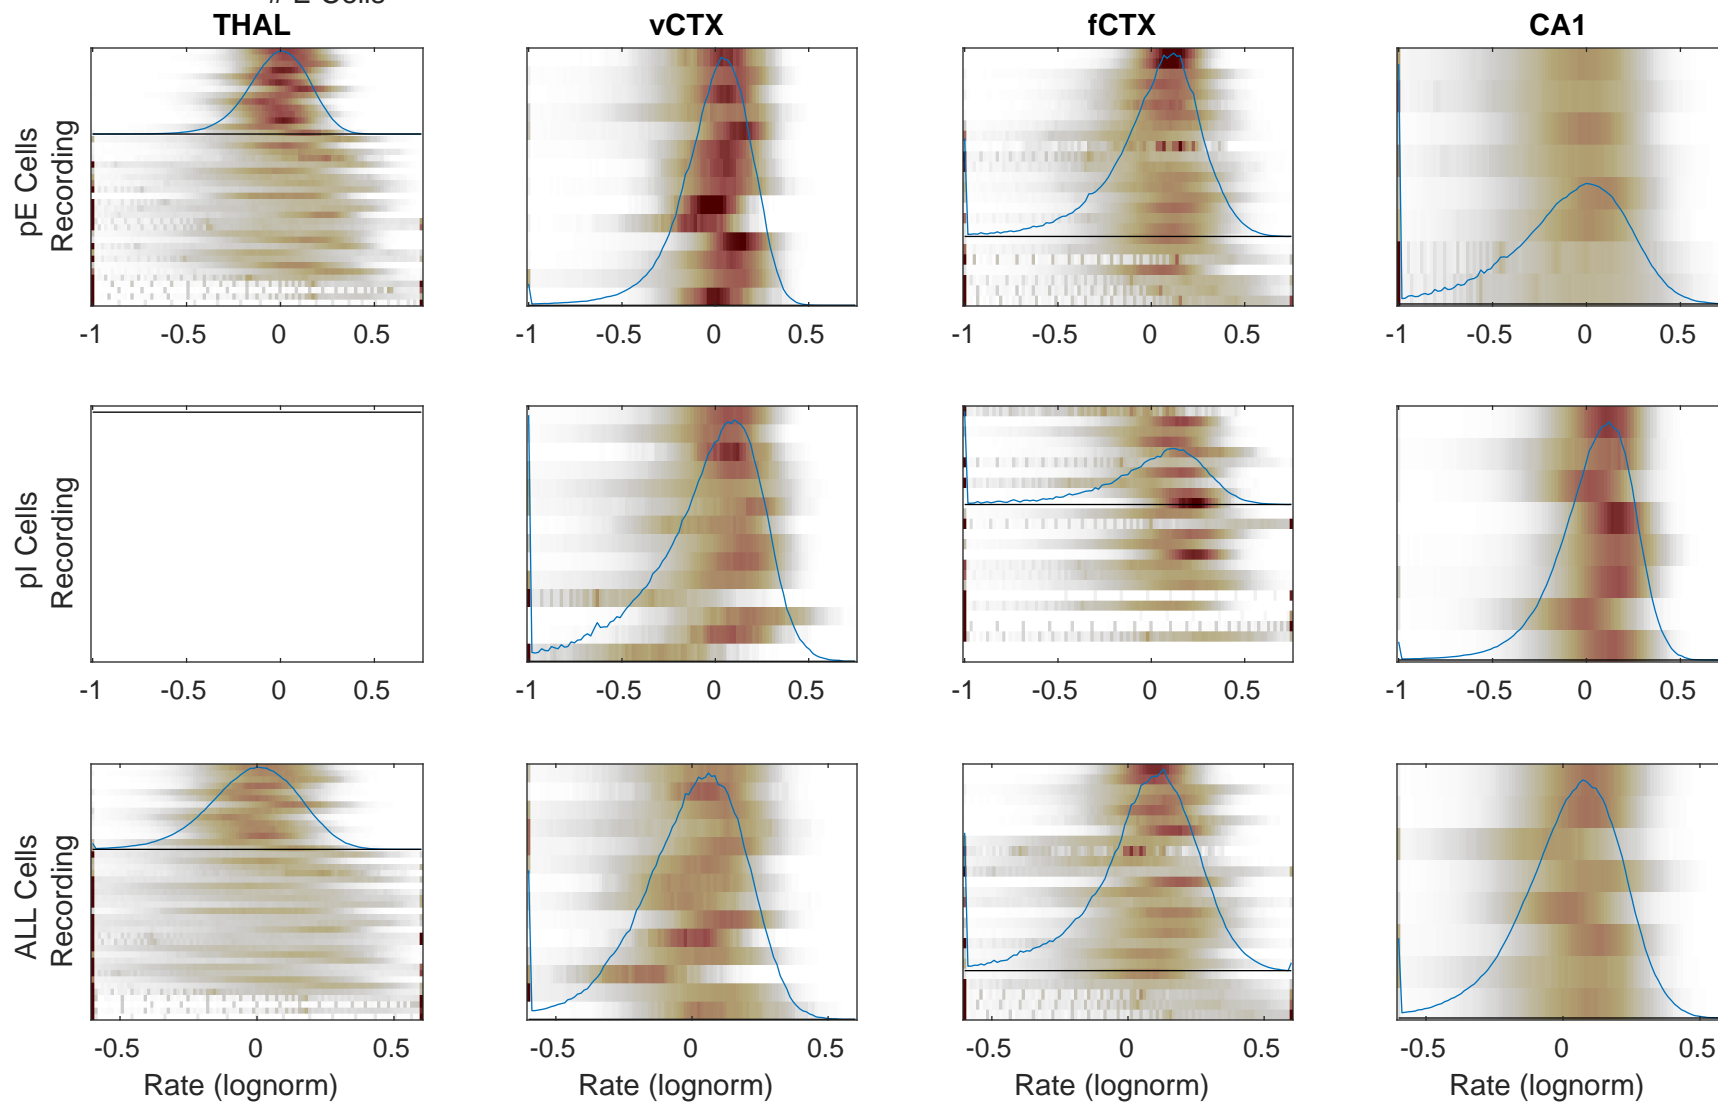 THAL vCTX fCTX CA1
pE Cells
Recording
-1 -0.5 0 0.5 -1 -0.5 0 0.5 -1 -0.5 0 0.5 -1 -0.5 0 0.5
pI Cells
Recording
-1 -0.5 0 0.5 -1 -0.5 0 0.5 -1 -0.5 0 0.5 -1 -0.5 0 0.5
ALL Cells
Recording
-0.5 0 0.5 -0.5 0 0.5 -0.5 0 0.5 -0.5 0 0.5
Rate (lognorm) Rate (lognorm) Rate (lognorm) Rate (lognorm)